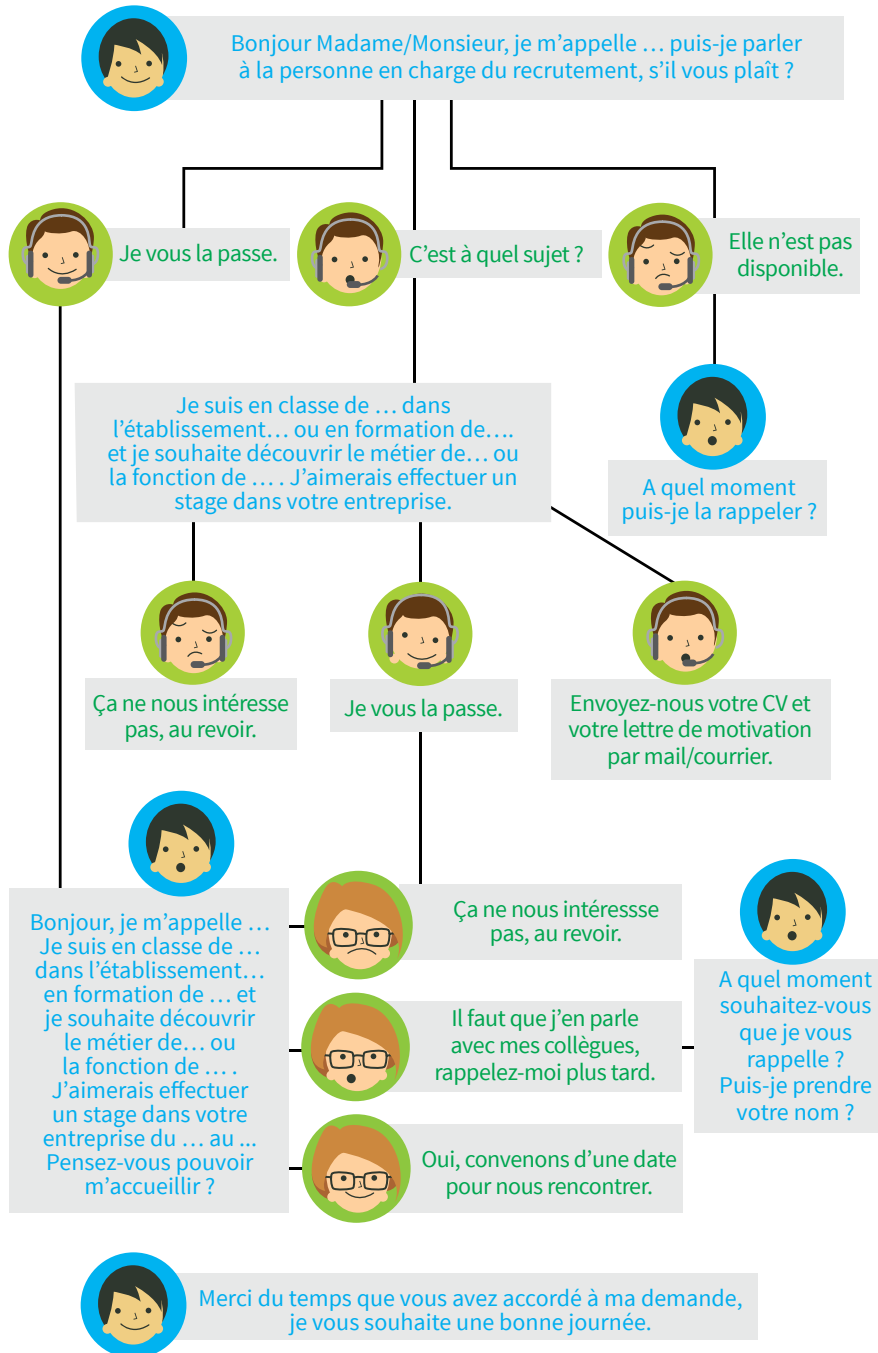 Bonjour Madame/Monsieur, je m’appelle … puis-je parler
à la personne en charge du recrutement, s’il vous plaît ?
Je vous la passe.
C’est à quel sujet ?
Elle n’est pas
disponible.
Je suis en classe de … dans
l’établissement… ou en formation de….
et je souhaite découvrir le métier de… ou
la fonction de … . J’aimerais effectuer un
stage dans votre entreprise.
A quel moment
puis-je la rappeler ?
Ça ne nous intéresse
pas, au revoir.
Je vous la passe.
Envoyez-nous votre CV et
votre lettre de motivation
par mail/courrier.
Bonjour, je m’appelle …
Je suis en classe de …
dans l’établissement…
en formation de … et
je souhaite découvrir
le métier de… ou
la fonction de … .
J’aimerais effectuer
un stage dans votre
entreprise du … au ...
Pensez-vous pouvoir
m’accueillir ?
Ça ne nous intéressse
pas, au revoir.
Il faut que j’en parle
avec mes collègues,
rappelez-moi plus tard.
Oui, convenons d’une date
pour nous rencontrer.
A quel moment
souhaitez-vous
que je vous
rappelle ?
Puis-je prendre
votre nom ?
Merci du temps que vous avez accordé à ma demande,
je vous souhaite une bonne journée.